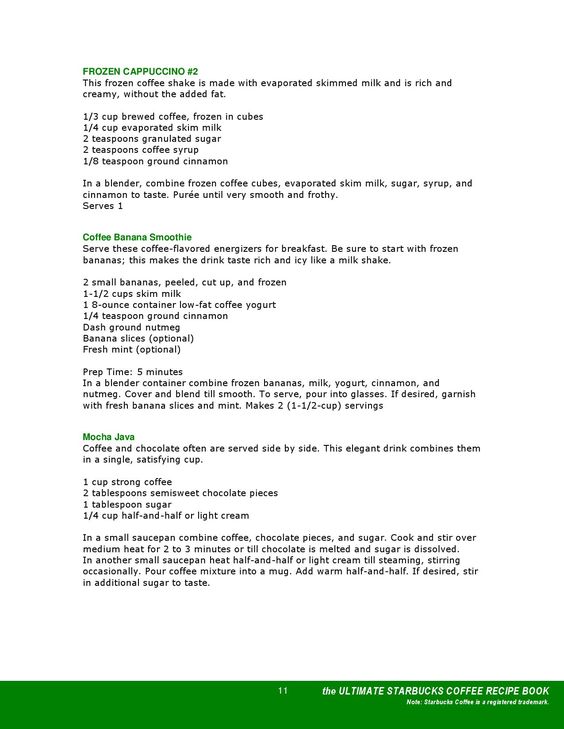 FROZEN CAPPUCCINO #2
This frozen coffee shake is made with evaporated skimmed milk and is rich and
creamy, without the added fat.
1/3 cup brewed coffee, frozen in cubes
1/4 cup evaporated skim milk
2 teaspoons granulated sugar
2 teaspoons coffee syrup
1/8 teaspoon ground cinnamon
In a blender, combine frozen coffee cubes, evaporated skim milk, sugar, syrup, and
cinnamon to taste. Purée until very smooth and frothy.
Serves 1
Coffee Banana Smoothie
Serve these coffee-flavored energizers for breakfast. Be sure to start with frozen
bananas; this makes the drink taste rich and icy like a milk shake.
2 small bananas, peeled, cut up, and frozen
1-1/2 cups skim milk
1 8-ounce container low-fat coffee yogurt
1/4 teaspoon ground cinnamon
Dash ground nutmeg
Banana slices (optional)
Fresh mint (optional)
Prep Time: 5 minutes
In a blender container combine frozen bananas, milk, yogurt, cinnamon, and
nutmeg. Cover and blend till smooth. To serve, pour into glasses. If desired, garnish
with fresh banana slices and mint. Makes 2 (1-1/2-cup) servings
Mocha Java
Coffee and chocolate often are served side by side. This elegant drink combines them
in a single, satisfying cup.
1 cup strong coffee
2 tablespoons semisweet chocolate pieces
1 tablespoon sugar
1/4 cup half-and-half or light cream
In a small saucepan combine coffee, chocolate pieces, and sugar. Cook and stir over
medium heat for 2 to 3 minutes or till chocolate is melted and sugar is dissolved.
In another small saucepan heat half-and-half or light cream till steaming, stirring
occasionally. Pour coffee mixture into a mug. Add warm half-and-half. If desired, stir
in additional sugar to taste.
11 the ULTIMATE STARBUCKS COFFEE RECIPE BOOK
Note: Starbucks Coffee is a registered trademark.